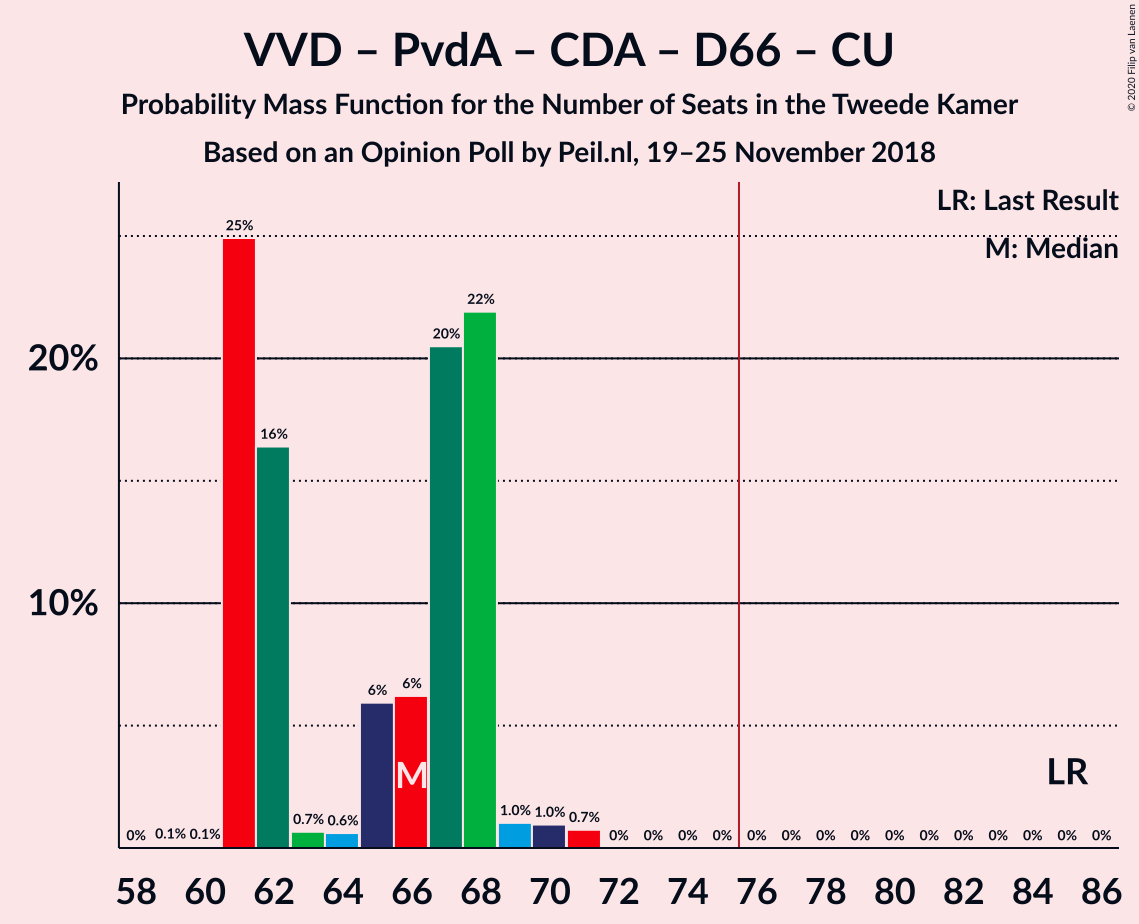 VVD – PvdA – CDA – D66 – CU
Probability Mass Function for the Number of Seats in the Tweede Kamer
Based on an Opinion Poll by Peil.nl, 19–25 November 2018
© 2020 Filip van Laenen
LR: Last Result
M: Median
25%
22%
20%
20%
16%
10%
6%
6%
M
LR
0% 0.1% 0.1% 0.7% 0.6% 1.0% 1.0% 0.7% 0% 0% 0% 0% 0% 0% 0% 0% 0% 0% 0% 0% 0% 0% 0%
58 60 62 64 66 68 70 72 74 76 78 80 82 84 86